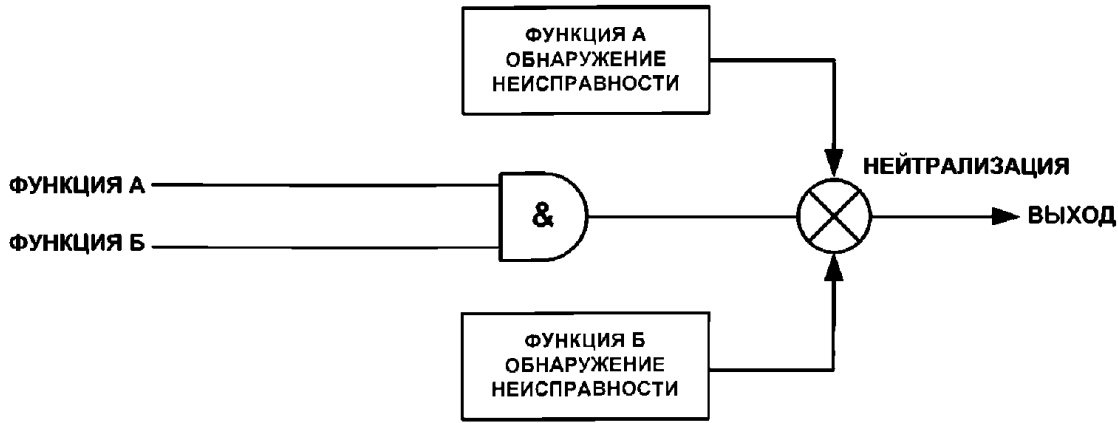 ФУНКЦИЯ А
ОБНАРУЖЕНИЕ
НЕИСПРАВНОСТИ
НЕЙТРАЛИЗАЦИЯ
ФУНКЦИЯ А
&
ВЫХОД
ФУНКЦИЯ Б
ФУНКЦИЯ Б
ОБНАРУЖЕНИЕ
НЕИСПРАВНОСТИ